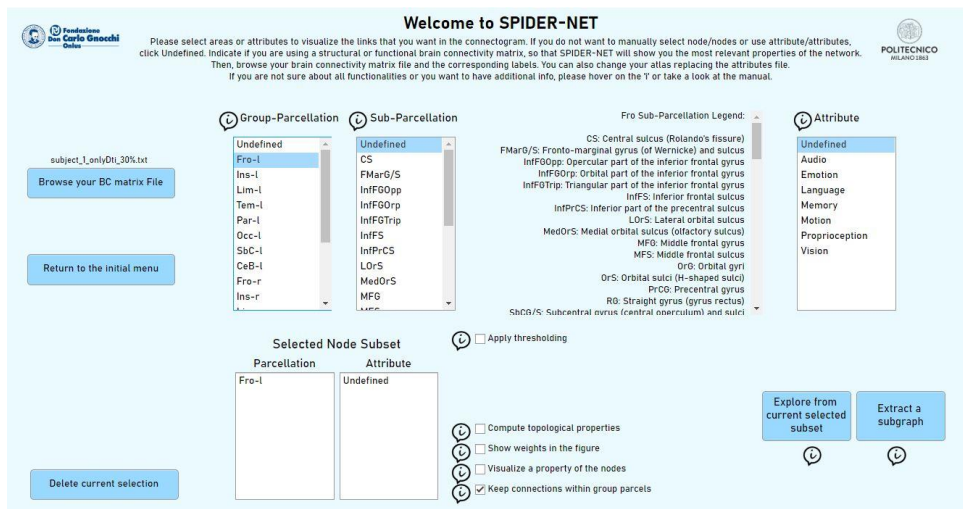 Fondazione
Don Carlo Gnocchi
Onlus
Welcome to SPIDER-NET
Please select areas or attributes to visualize the links that you want in the connectogram. If you do not want to manually select node/nodes or use attribute/attributes,
click Undefined. Indicate if you are using a structural or functional brain connectivity matrix, so that SPIDER-NET will show you the most relevant properties of the network.
Then, browse your brain connectivity matrix file and the corresponding labels. You can also change your atlas replacing the attributes file.
If you are not sure about all functionalities or you want to have additional info, please hover on the 'i' or take a look at the manual.
POLITECNICO
MILANO 1863
subject_1_onlyDti_30%.txt
Browse your BC matrix File
Return to the initial menu
Group-Parcellation
Undefined
Fro-l
Ins-l
Lim-l
Tem-l
Par-l
Occ-l
SbC-l
CeB-l
Fro-r
Ins-r
Sub-Parcellation
Undefined
CS
FMarG/S
InfFGOpp
InfFGOrp
InfFGTrip
InfFS
InfPrCS
LOrS
MedOrS
MFG
MFS
Fro Sub-Parcellation Legend:
CS: Central sulcus (Rolando's fissure)
FMarG/S: Fronto-marginal gyrus (of Wernicke) and sulcus
InfFGOpp: Opercular part of the inferior frontal gyrus
InfFGOrp: Orbital part of the inferior frontal gyrus
InfFGTrip: Triangular part of the inferior frontal gyrus
InfFS: Inferior frontal sulcus
InfPrCS: Inferior part of the precentral sulcus
LOrS: Lateral orbital sulcus
MedOrS: Medial orbital sulcus (olfactory sulcus)
MFG: Middle frontal gyrus
MFS: Middle frontal sulcus
OrG: Orbital gyri
OrS: Orbital sulci (H-shaped sulci)
PrCG: Precentral gyrus
RG: Straight gyrus (gyrus rectus)
SbCG/S: Subcentral gyrus (central operculum) and sulci
Attribute
Undefined
Audio
Emotion
Language
Memory
Motion
Proprioception
Vision
Selected Node Subset
Parcellation
Fro-l
Attribute
Undefined
Apply thresholding
Compute topological properties
Show weights in the figure
Visualize a property of the nodes
Keep connections within group parcels
Explore from
current selected
subset
Extract a
subgraph
Delete current selection